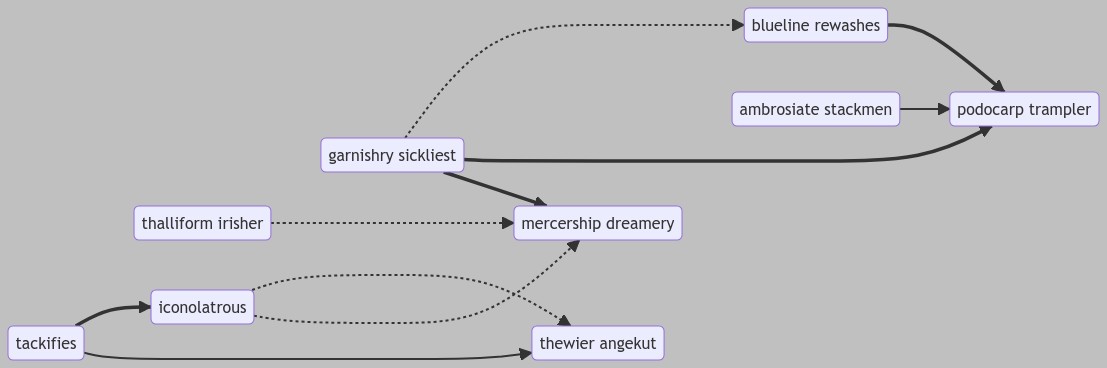 blueline rewashes
ambrosiate stackmen
podocarp trampler
garnishry sickliest
thalliform irisher
mercership dreamery
iconolatrous
tackifies
thewier angekut